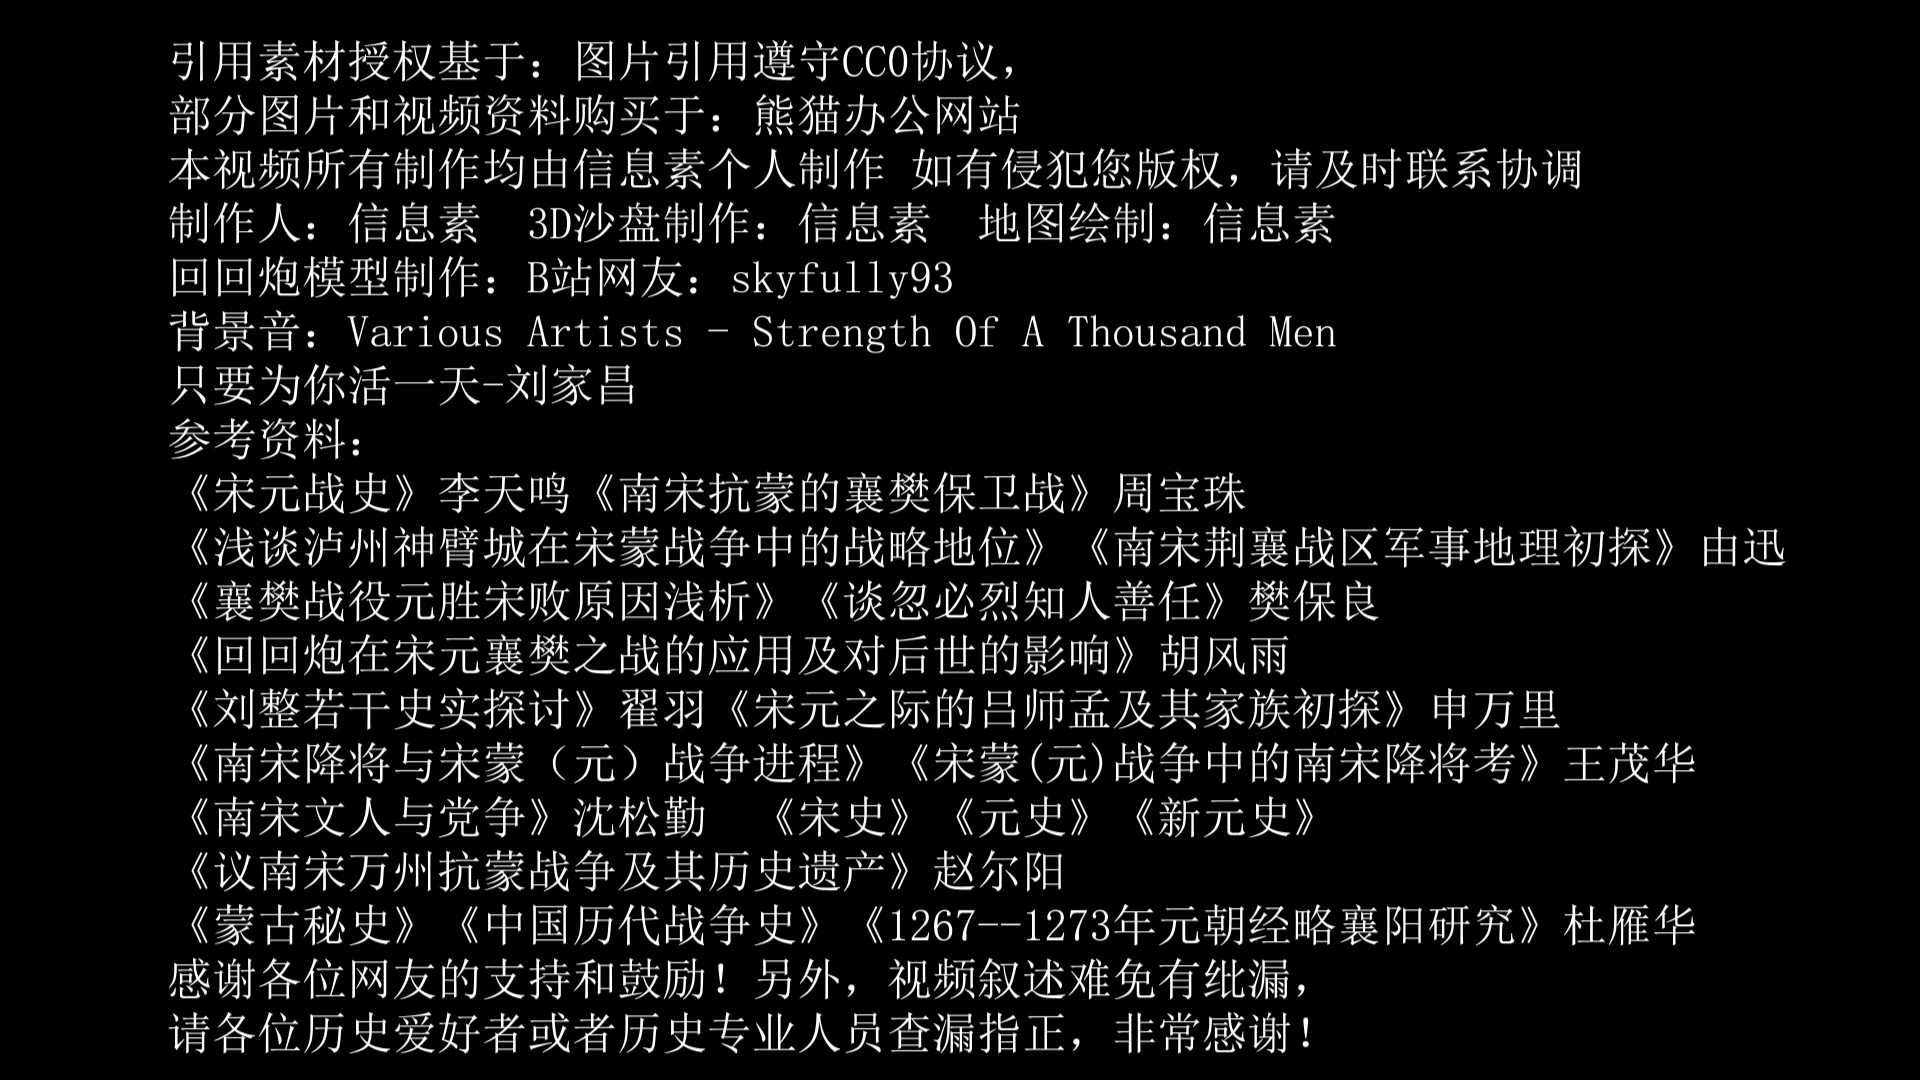 引用素材授权基于：图片引用遵守CC0协议，
部分图片和视频资料购买于：熊猫办公网站
本视频所有制作均由信息素个人制作 如有侵犯您版权，请及时联系协调
制作人：信息素 3D沙盘制作：信息素 地图绘制：信息素
回回炮模型制作：B站网友：skyfully93
背景音：Various Artists - Strength Of A Thousand Men
只要为你活一天-刘家昌
参考资料：
《宋元战史》李天鸣《南宋抗蒙的襄樊保卫战》周宝珠
《浅谈泸州神臂城在宋蒙战争中的战略地位》《南宋荆襄战区军事地理初探》由迅
《襄樊战役元胜宋败原因浅析》《谈忽必烈知人善任》樊保良
《回回炮在宋元襄樊之战的应用及对后世的影响》胡风雨
《刘整若干史实探讨》翟羽《宋元之际的吕师孟及其家族初探》申万里
《南宋降将与宋蒙（元）战争进程》《宋蒙(元)战争中的南宋降将考》王茂华
《南宋文人与党争》沈松勤 《宋史》《元史》《新元史》
《议南宋万州抗蒙战争及其历史遗产》赵尔阳
《蒙古秘史》《中国历代战争史》《1267--1273年元朝经略襄阳研究》杜雁华
感谢各位网友的支持和鼓励！另外，视频叙述难免有纰漏，
请各位历史爱好者或者历史专业人员查漏指正，非常感谢！